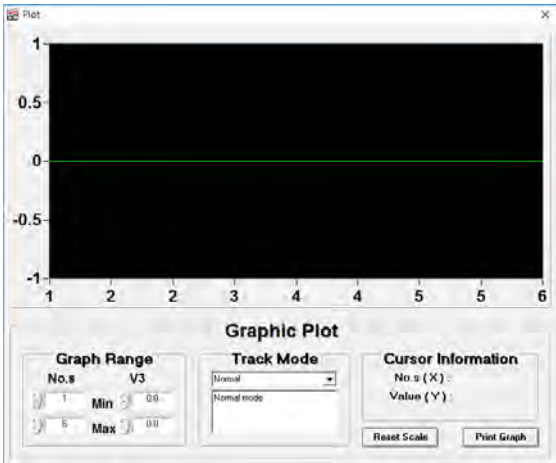 Plot
1
0.5
0
-0.5
-1
1 2 2 3 4 4 5 5 6
Graphic Plot
Graph Range
No.s V3
1 Min 0.0
6 Max 0.0
Track Mode
Normal
Normal mode
Cursor Information
No.s (X) :
Value (Y) :
Reset Scale Print Graph